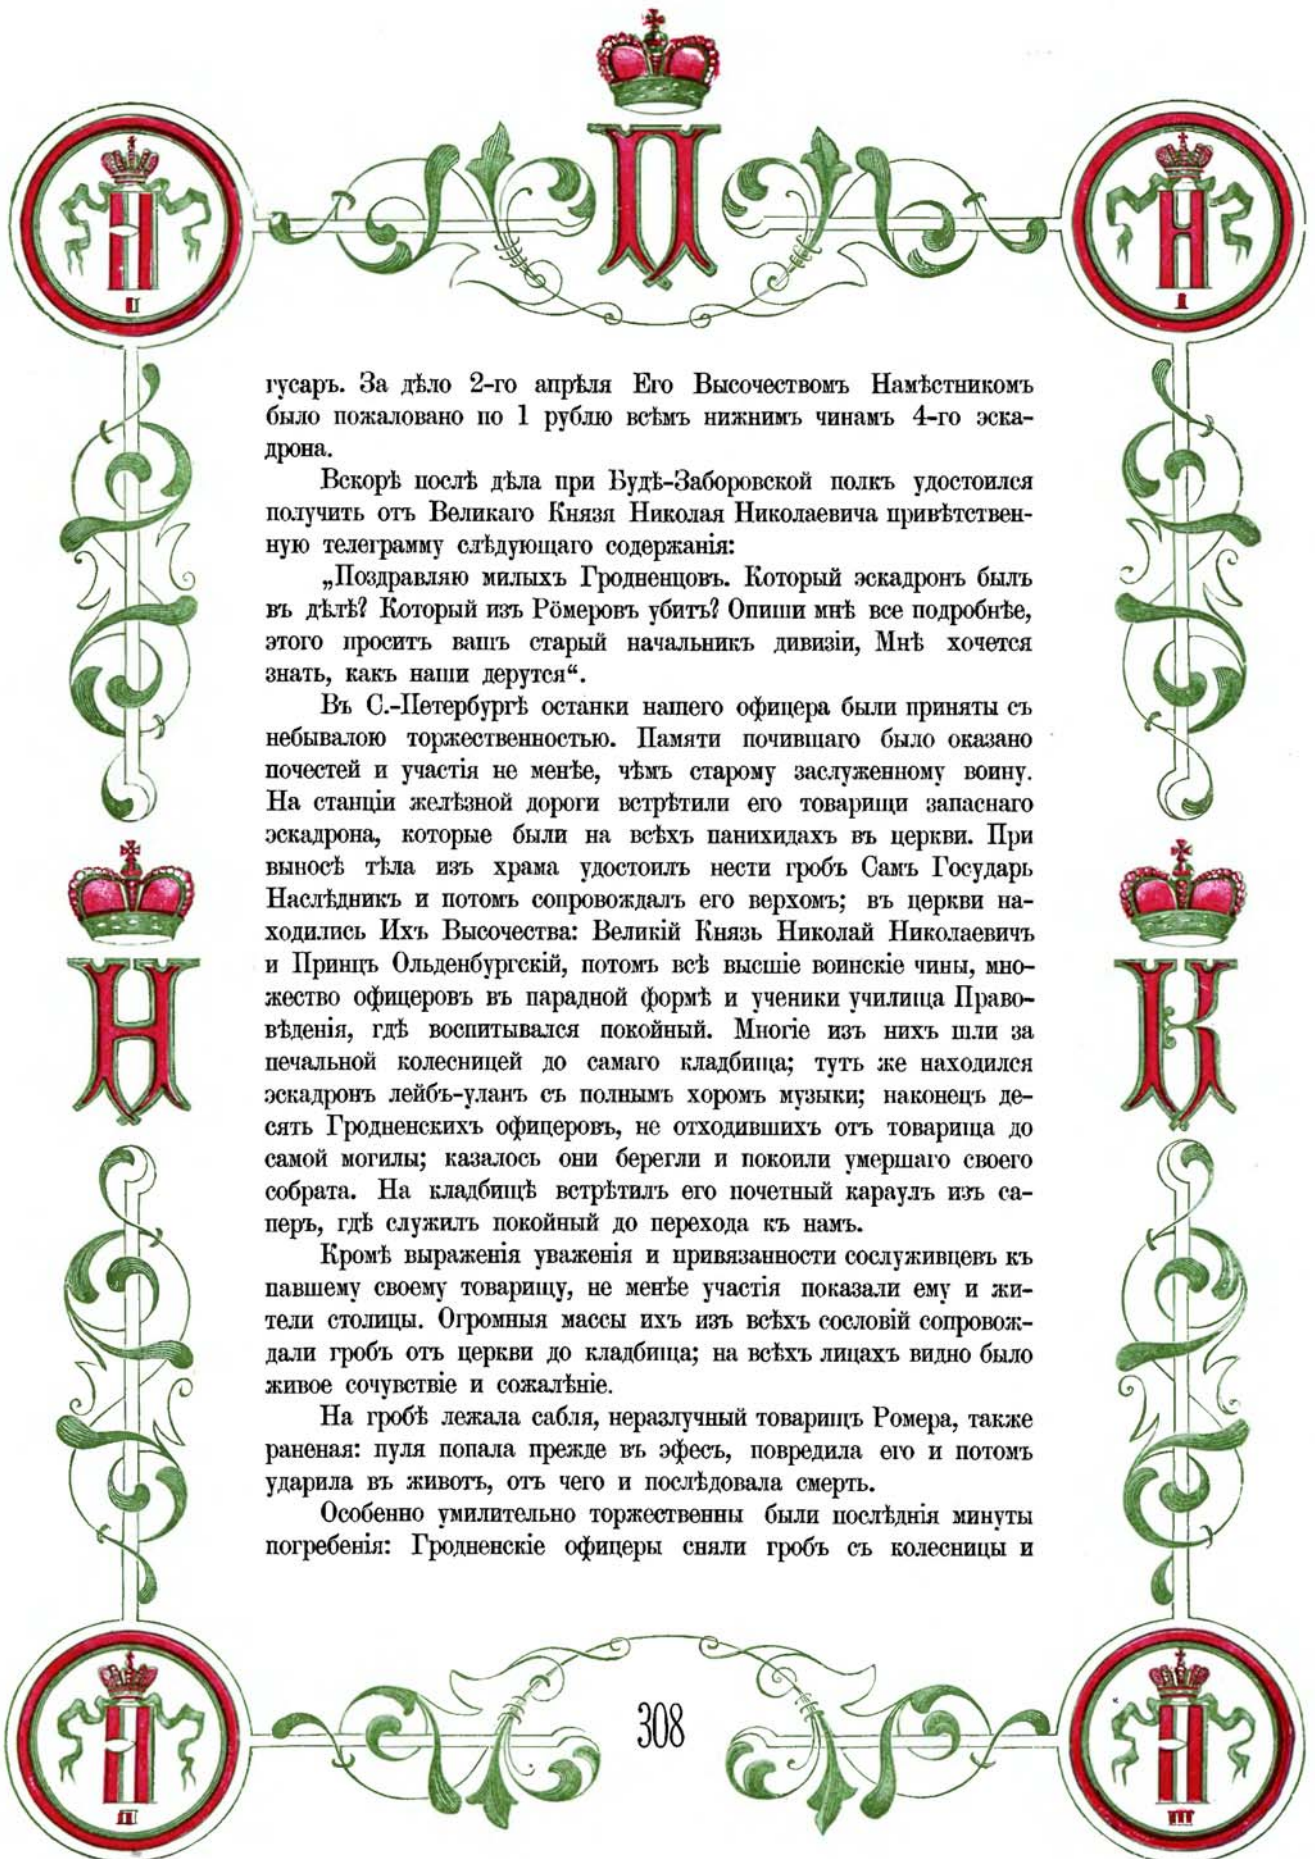 П
II
I
гусаръ. За дѣло 2-го апрѣля Его Высочествомъ Намѣстникомъ
было пожаловано по 1 рублю всѣмъ нижнимъ чинамъ 4-го эска-
дрона.
Вскорѣ послѣ дѣла при Будѣ-Заборовской полкъ удостоился
получить отъ Великаго Князя Николая Николаевича привѣтствен-
ную телеграмму слѣдующаго содержанія:
„Поздравляю милыхъ Гродненцовъ. Который эскадронъ былъ
въ дѣлѣ? Который изъ Рӧмеровъ убитъ? Опиши мнѣ все подробнѣе,
этого проситъ вашъ старый начальникъ дивизіи, Мнѣ хочется
знать, какъ наши дерутся“.
Въ С.-Петербургѣ останки нашего офицера были приняты съ
небывалою торжественностью. Памяти почившаго было оказано
почестей и участія не менѣе, чѣмъ старому заслуженному воину.
На станціи желѣзной дороги встрѣтили его товарищи запаснаго
эскадрона, которые были на всѣхъ панихидахъ въ церкви. При
выносѣ тѣла изъ храма удостоилъ нести гробъ Самъ Государь
Наслѣдникъ и потомъ сопровождалъ его верхомъ; въ церкви на-
ходились Ихъ Высочества: Великій Князь Николай Николаевичъ
и Принцъ Ольденбургскій, потомъ всѣ высшіе воинскіе чины, мно-
жество офицеровъ въ парадной формѣ и ученики училища Право-
вѣденія, гдѣ воспитывался покойный. Многіе изъ нихъ шли за
печальной колесницей до самаго кладбища; тутъ же находился
эскадронъ лейбъ-уланъ съ полнымъ хоромъ музыки; наконецъ де-
сять Гродненскихъ офицеровъ, не отходившихъ отъ товарища до
самой могилы; казалось они берегли и покоили умершаго своего
собрата. На кладбищѣ встрѣтилъ его почетный караулъ изъ са-
перъ, гдѣ служилъ покойный до перехода къ намъ.
Кромѣ выраженія уваженія и привязанности сослуживцевъ къ
павшему своему товарищу, не менѣе участія показали ему и жи-
тели столицы. Огромныя массы ихъ изъ всѣхъ сословій сопровож-
дали гробъ отъ церкви до кладбища; на всѣхъ лицахъ видно было
живое сочувствіе и сожалѣніе.
На гробѣ лежала сабля, неразлучный товарищъ Ромера, также
раненая: пуля попала прежде въ эфесъ, повредила его и потомъ
ударила въ животъ, отъ чего и послѣдовала смерть.
Особенно умилительно торжественны были послѣднія минуты
погребенія: Гродненскіе офицеры сняли гробъ съ колесницы и
Н
К
308
III